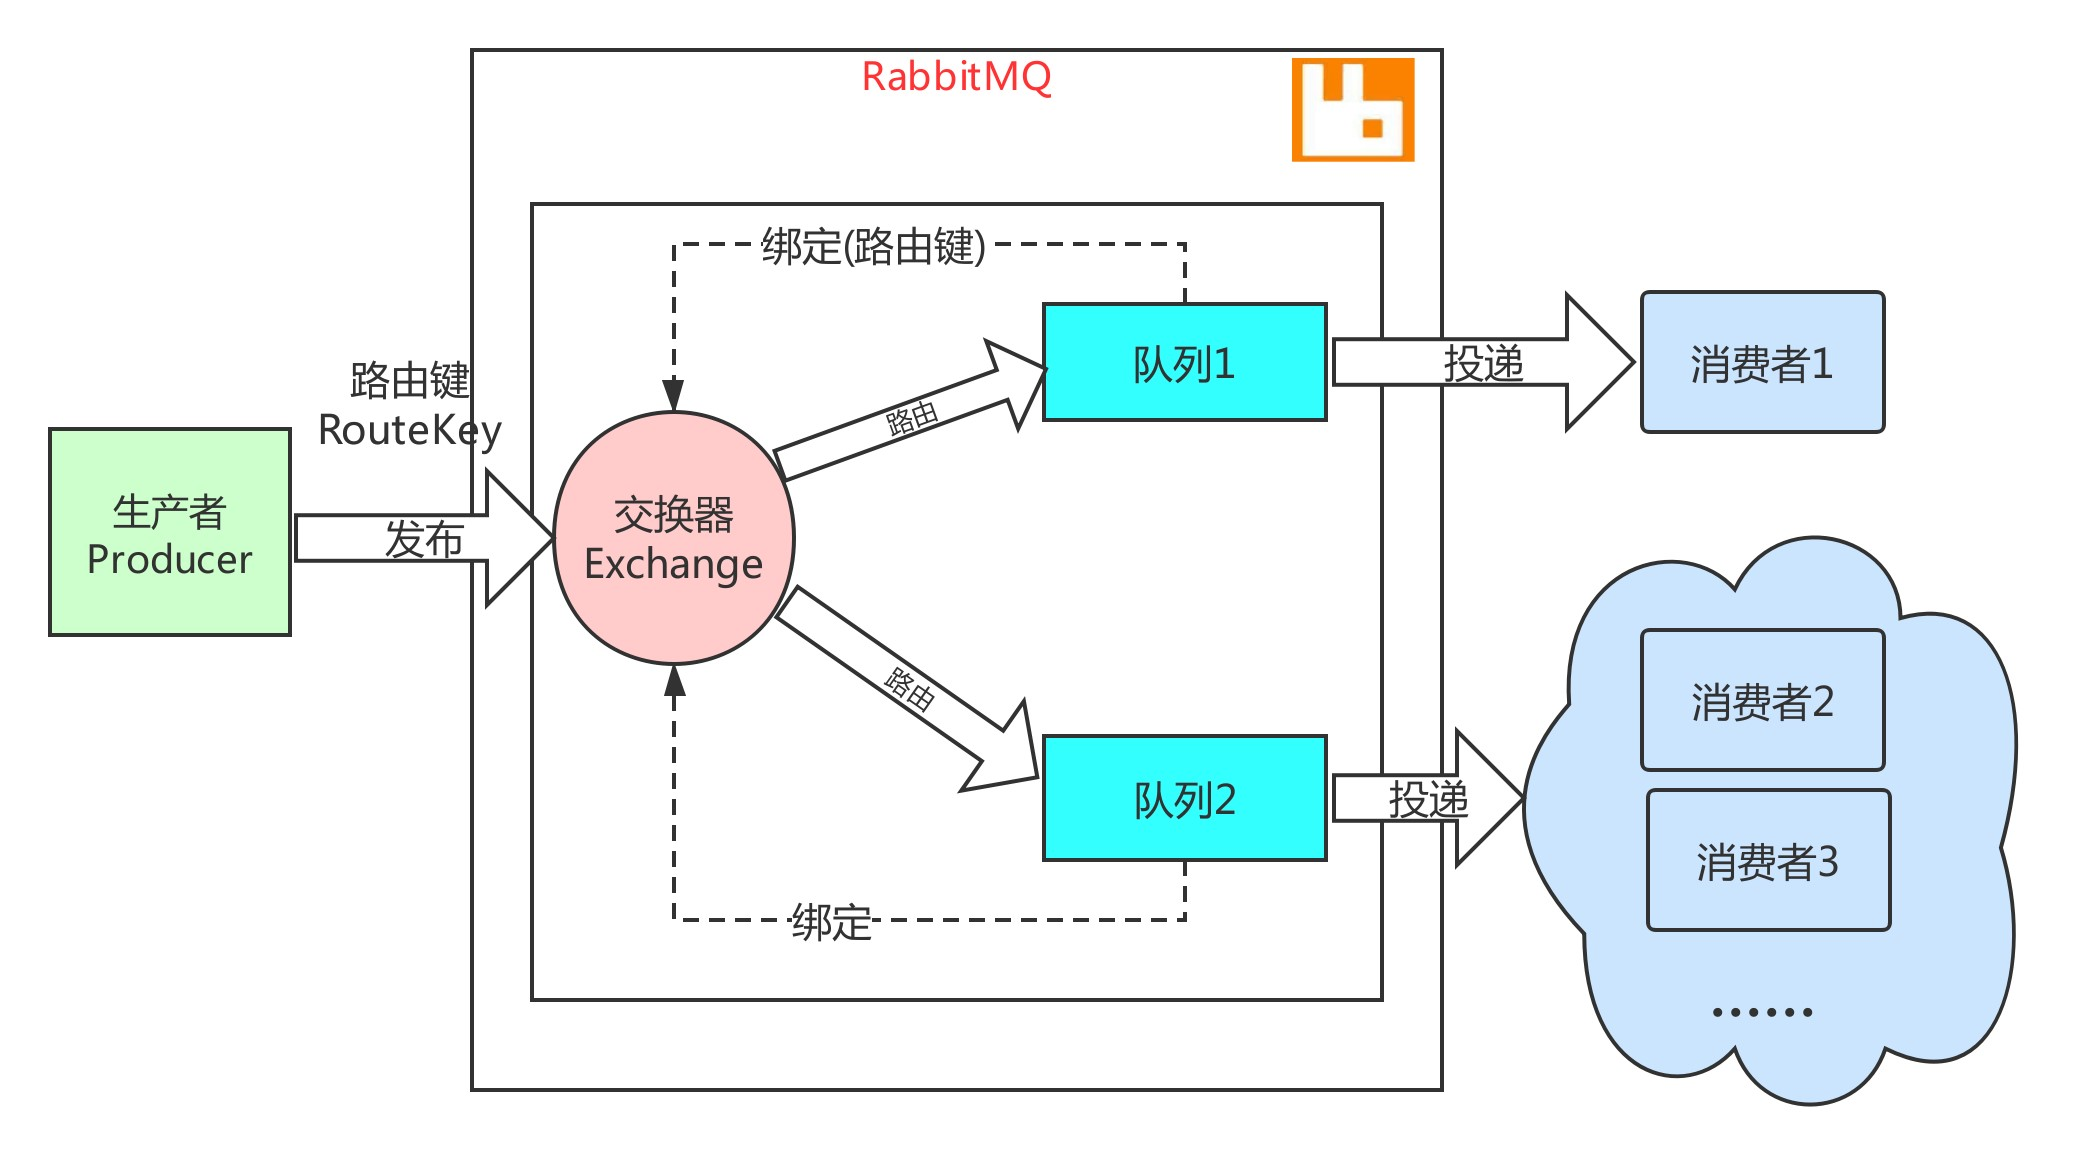 RabbitMQ
绑定(路由键)
路由键
RouteKey
生产者
Producer
发布
交换器
Exchange
路由
队列1
投递
消费者1
路由
队列2
投递
消费者2
消费者3
……
绑定